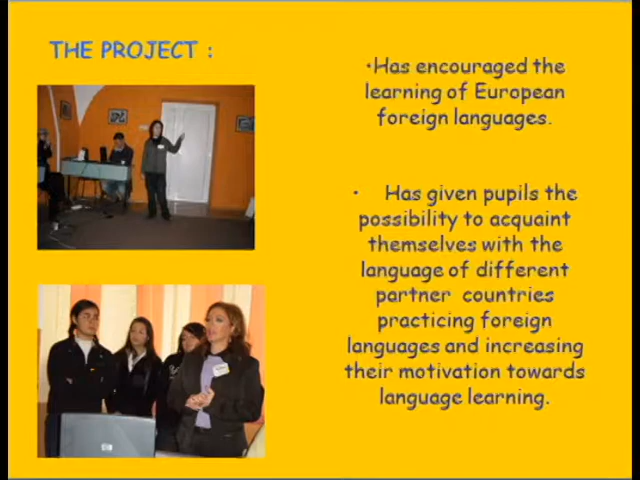 THE PROJECT :
•Has encouraged the
learning of European
foreign languages.
• Has given pupils the
possibility to acquaint
themselves with the
language of different
partner countries
practicing foreign
languages and increasing
their motivation towards
language learning.
hp